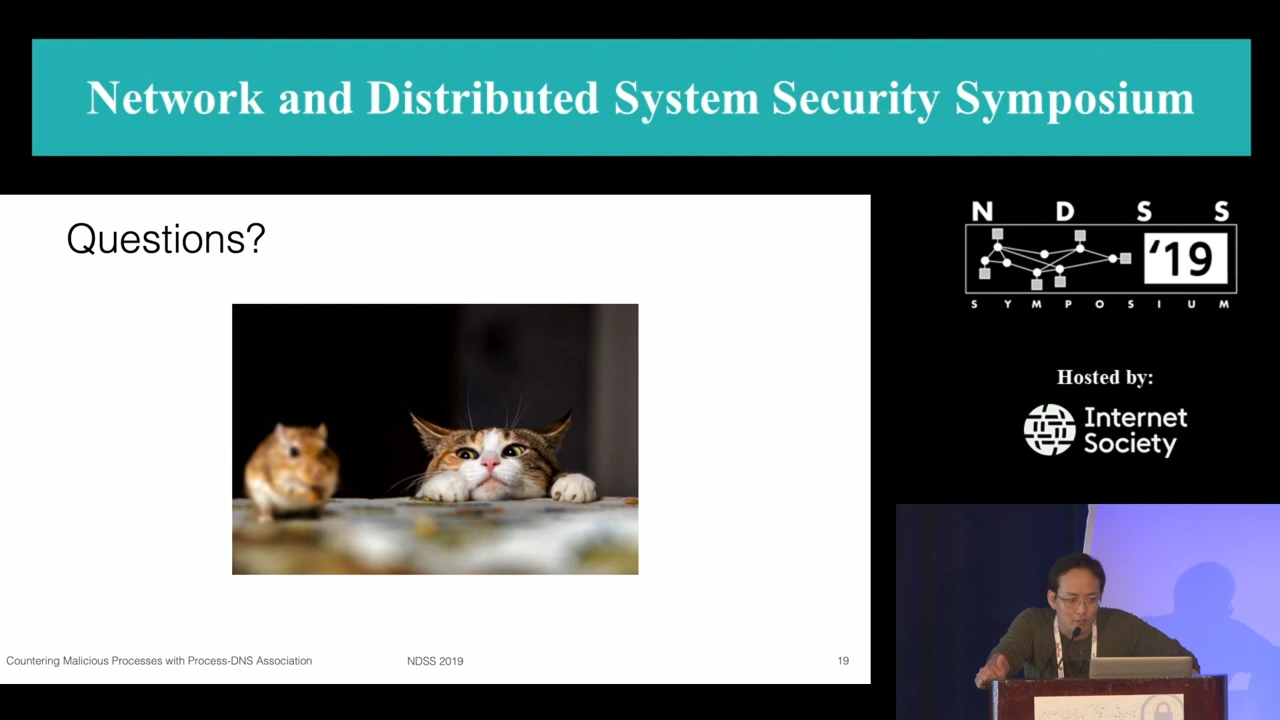 Network and Distributed System Security Symposium
Questions?
N D S S
'19
S Y M P O S I U M
Hosted by:
Internet
Society
Countering Malicious Processes with Process-DNS Association
NDSS 2019
19